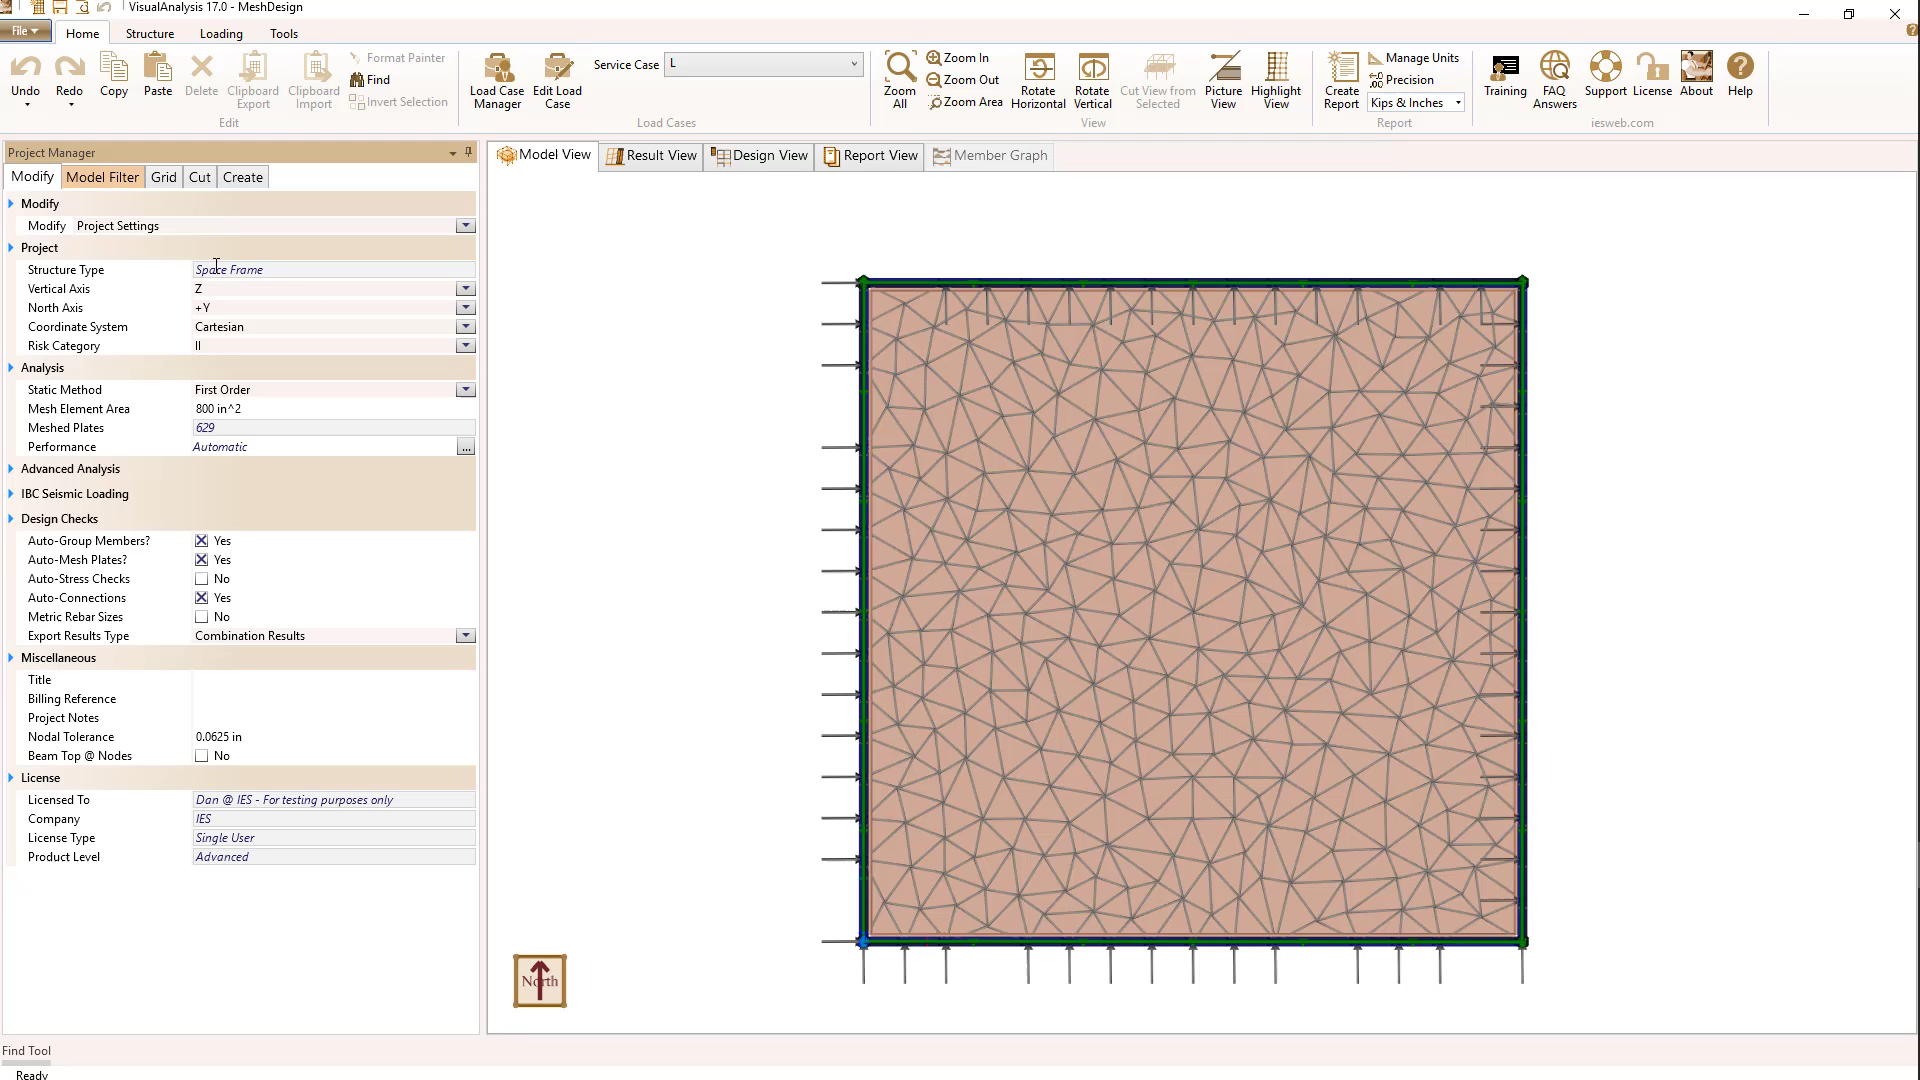 VisualAnalysis 17.0 - MeshDesign
File
Home
Structure
Loading
Tools
Undo
Redo
Copy
Paste
Delete
Clipboard Export
Clipboard Import
Format Painter
Find
Invert Selection
Edit
Load Case Manager
Edit Load Case
Service Case
L
Load Cases
Zoom All
Zoom In
Zoom Out
Zoom Area
Rotate Horizontal
Rotate Vertical
Cut View from Selected
Picture View
Highlight View
View
Create Report
Manage Units
.00 Precision
Kips & Inches
Report
Training
FAQ Answers
Support
License
About
Help
iesweb.com
Project Manager
Modify
Model Filter
Grid
Cut
Create
Modify
Modify Project Settings
Project
Structure Type Space Frame
Vertical Axis Z
North Axis +Y
Coordinate System Cartesian
Risk Category II
Analysis
Static Method First Order
Mesh Element Area 800 in^2
Meshed Plates 629
Performance Automatic ...
Advanced Analysis
IBC Seismic Loading
Design Checks
Auto-Group Members? Yes
Auto-Mesh Plates? Yes
Auto-Stress Checks No
Auto-Connections Yes
Metric Rebar Sizes No
Export Results Type Combination Results
Miscellaneous
Title
Billing Reference
Project Notes
Nodal Tolerance 0.0625 in
Beam Top @ Nodes No
License
Licensed To Dan @ IES - For testing purposes only
Company IES
License Type Single User
Product Level Advanced
Model View
Result View
Design View
Report View
Member Graph
North
Find Tool
Ready